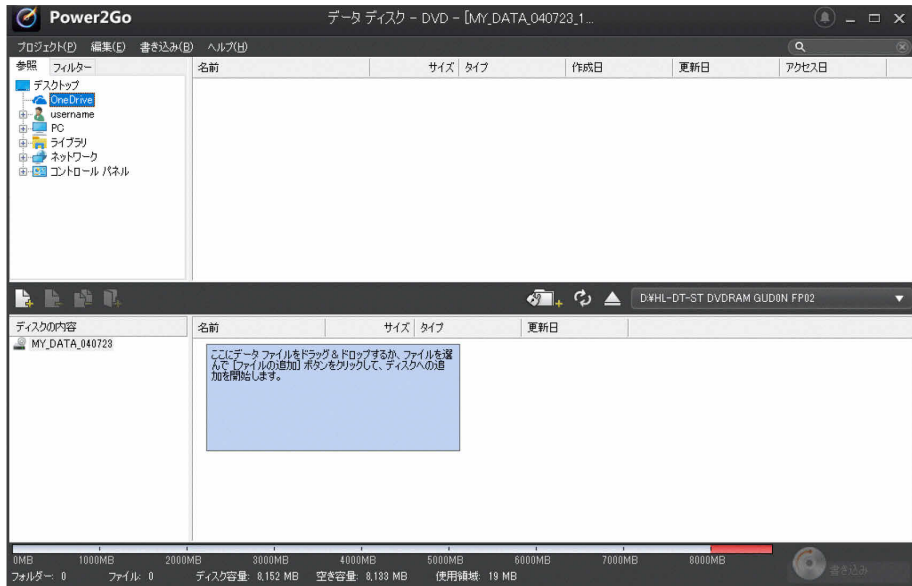 Power2Go
データ ディスク - DVD - [MY_DATA_040723_1...
プロジェクト(P) 編集(E) 書き込み(B) ヘルプ(H)
参照 フィルター
名前 サイズ タイプ 作成日 更新日 アクセス日
デスクトップ
OneDrive
username
PC
ライブラリ
ネットワーク
コントロール パネル
D:¥HL-DT-ST DVDRAM GUD0N FP02
ディスクの内容
名前 サイズ タイプ 更新日
MY_DATA_040723
ここにデータ ファイルをドラッグ & ドロップするか、ファイルを選
んで [ファイルの追加] ボタンをクリックして、ディスクへの追
加を開始します。
0MB 1000MB 2000MB 3000MB 4000MB 5000MB 6000MB 7000MB 8000MB
フォルダー: 0 ファイル: 0 ディスク容量: 8,152 MB 空き容量: 8,133 MB 使用領域: 19 MB
書き込み